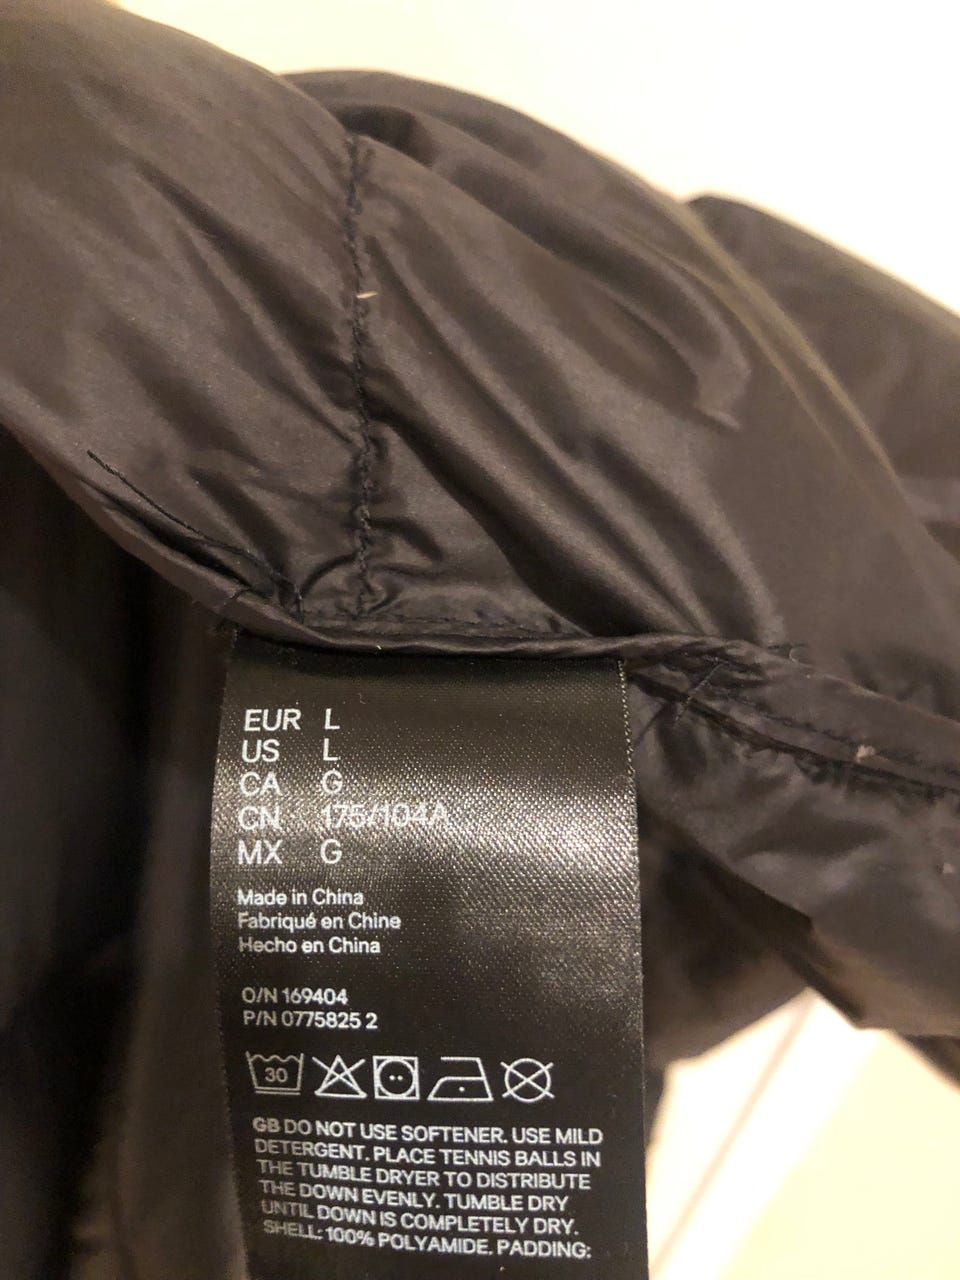 EUR L
US L
CA G
CN 175/104A
MX G
Made in China
Fabriqué en Chine
Hecho en China
O/N 169404
P/N 0775825 2
30
GB DO NOT USE SOFTENER. USE MILD
DETERGENT. PLACE TENNIS BALLS IN
THE TUMBLE DRYER TO DISTRIBUTE
THE DOWN EVENLY. TUMBLE DRY
UNTIL DOWN IS COMPLETELY DRY.
SHELL: 100% POLYAMIDE. PADDING: